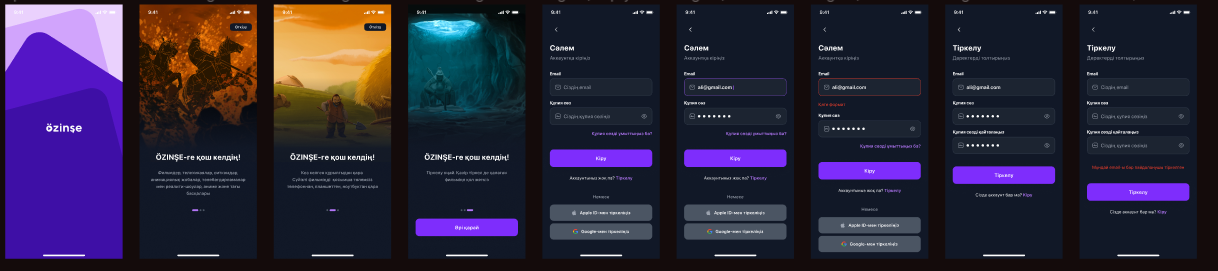 9:41
özinşe
9:41
Өткізу
ÖZINŞE-ге қош келдің!
Фильмдер, телехикаялар, ситкомдар,
анимациялық жобалар, телебағдарламалар
мен реалити-шоулар, аниме және тағы
басқалары
9:41
Өткізу
ÖZINŞE-ге қош келдің!
Кез келген құрылғыдан қара
Сүйікті фильміңді қосымша төлемсіз
телефоннан, планшеттен, ноутбуктен қара
9:41
ÖZINŞE-ге қош келдің!
Тіркелу оңай. Қазір тіркел де қалаған
фильміңе қол жеткіз
Әрі қарай
9:41
Сәлем
Аккаунтқа кіріңіз
Email
Сіздің email
Құпия сөз
Сіздің құпия сөзіңіз
Құпия сөзді ұмыттыңыз ба?
Кіру
Аккаунтыңыз жоқ па? Тіркелу
Немесе
Apple ID-мен тіркеліңіз
Google-мен тіркеліңіз
9:41
Сәлем
Аккаунтқа кіріңіз
Email
ali@gmail.com|
Құпия сөз
Құпия сөзді ұмыттыңыз ба?
Кіру
Аккаунтыңыз жоқ па? Тіркелу
Немесе
Apple ID-мен тіркеліңіз
Google-мен тіркеліңіз
9:41
Сәлем
Аккаунтқа кіріңіз
Email
ali@gmail.com
Қате формат
Құпия сөз
Құпия сөзді ұмыттыңыз ба?
Кіру
Аккаунтыңыз жоқ па? Тіркелу
Немесе
Apple ID-мен тіркеліңіз
Google-мен тіркеліңіз
9:41
Тіркелу
Деректерді толтырыңыз
Email
ali@gmail.com
Құпия сөз
Құпия сөзді қайталаңыз
Тіркелу
Сізде аккаунт бар ма? Кіру
9:41
Тіркелу
Деректерді толтырыңыз
Email
Сіздің email
Құпия сөз
Сіздің құпия сөзіңіз
Құпия сөзді қайталаңыз
Сіздің құпия сөзіңіз
Мұндай email-ы бар пайдаланушы тіркелген
Тіркелу
Сізде аккаунт бар ма? Кіру